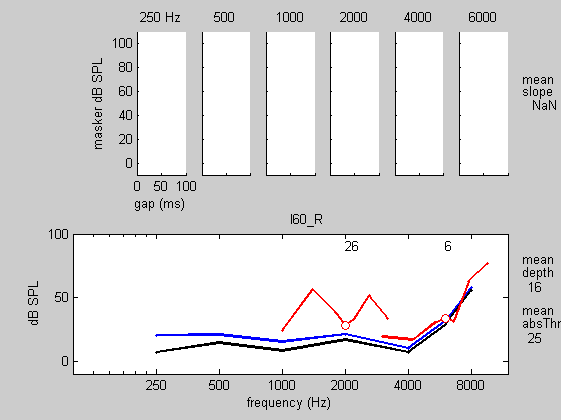 250 Hz 500 1000 2000 4000 6000
100
80
60
40
20
0
masker dB SPL
mean
slope
NaN
0 50 100
gap (ms)
I60_R
100
50
0
dB SPL
26 6
mean
depth
16
mean
absThr
25
250 500 1000 2000 4000 8000
frequency (Hz)